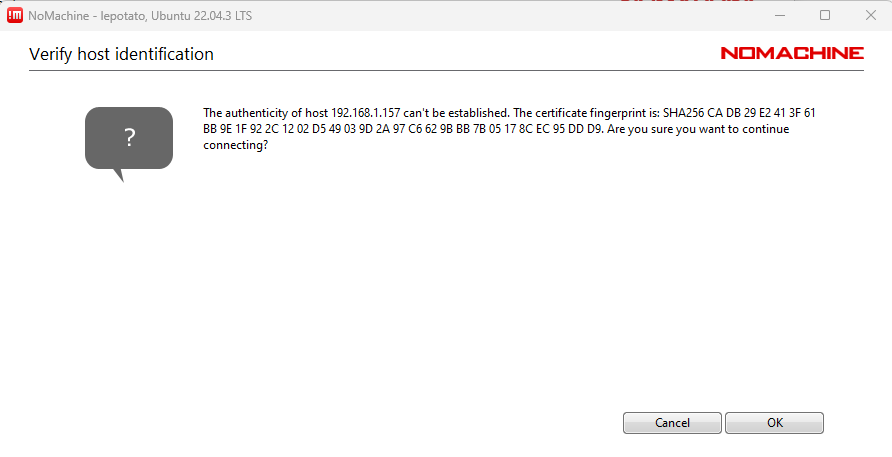 NoMachine - lepotato, Ubuntu 22.04.3 LTS
Verify host identification
NOMACHINE
?
The authenticity of host 192.168.1.157 can't be established. The certificate fingerprint is: SHA256 CA DB 29 E2 41 3F 61
BB 9E 1F 92 2C 12 02 D5 49 03 9D 2A 97 C6 62 9B BB 7B 05 17 8C EC 95 DD D9. Are you sure you want to continue
connecting?
Cancel
OK